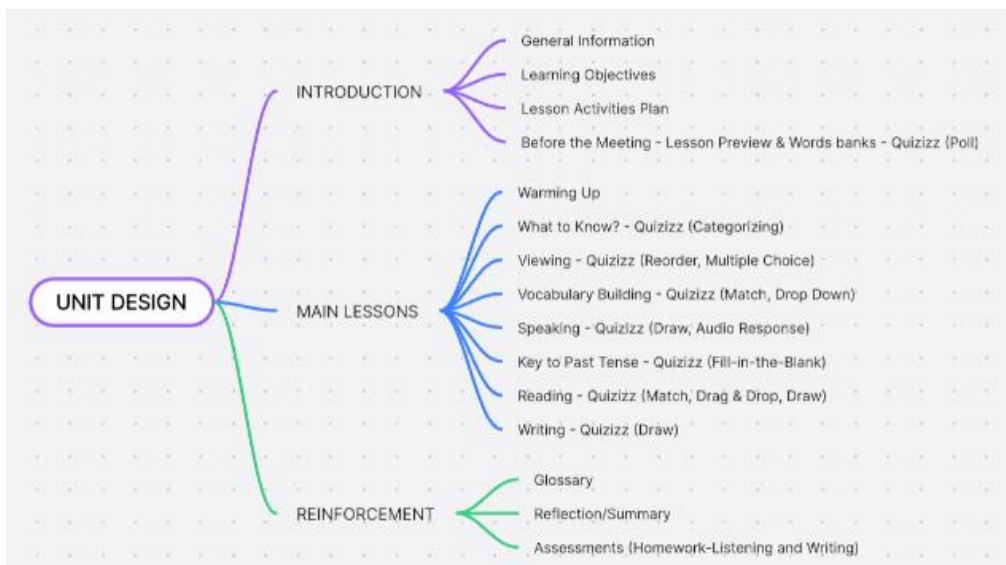 UNIT DESIGN
INTRODUCTION
General Information
Learning Objectives
Lesson Activities Plan
Before the Meeting - Lesson Preview & Words banks - Quizizz (Poll)
MAIN LESSONS
Warming Up
What to Know? - Quizizz (Categorizing)
Viewing - Quizizz (Reorder, Multiple Choice)
Vocabulary Building - Quizizz (Match, Drop Down)
Speaking - Quizizz (Draw, Audio Response)
Key to Past Tense - Quizizz (Fill-in-the-Blank)
Reading - Quizizz (Match, Drag & Drop, Draw)
Writing - Quizizz (Draw)
REINFORCEMENT
Glossary
Reflection/Summary
Assessments (Homework-Listening and Writing)